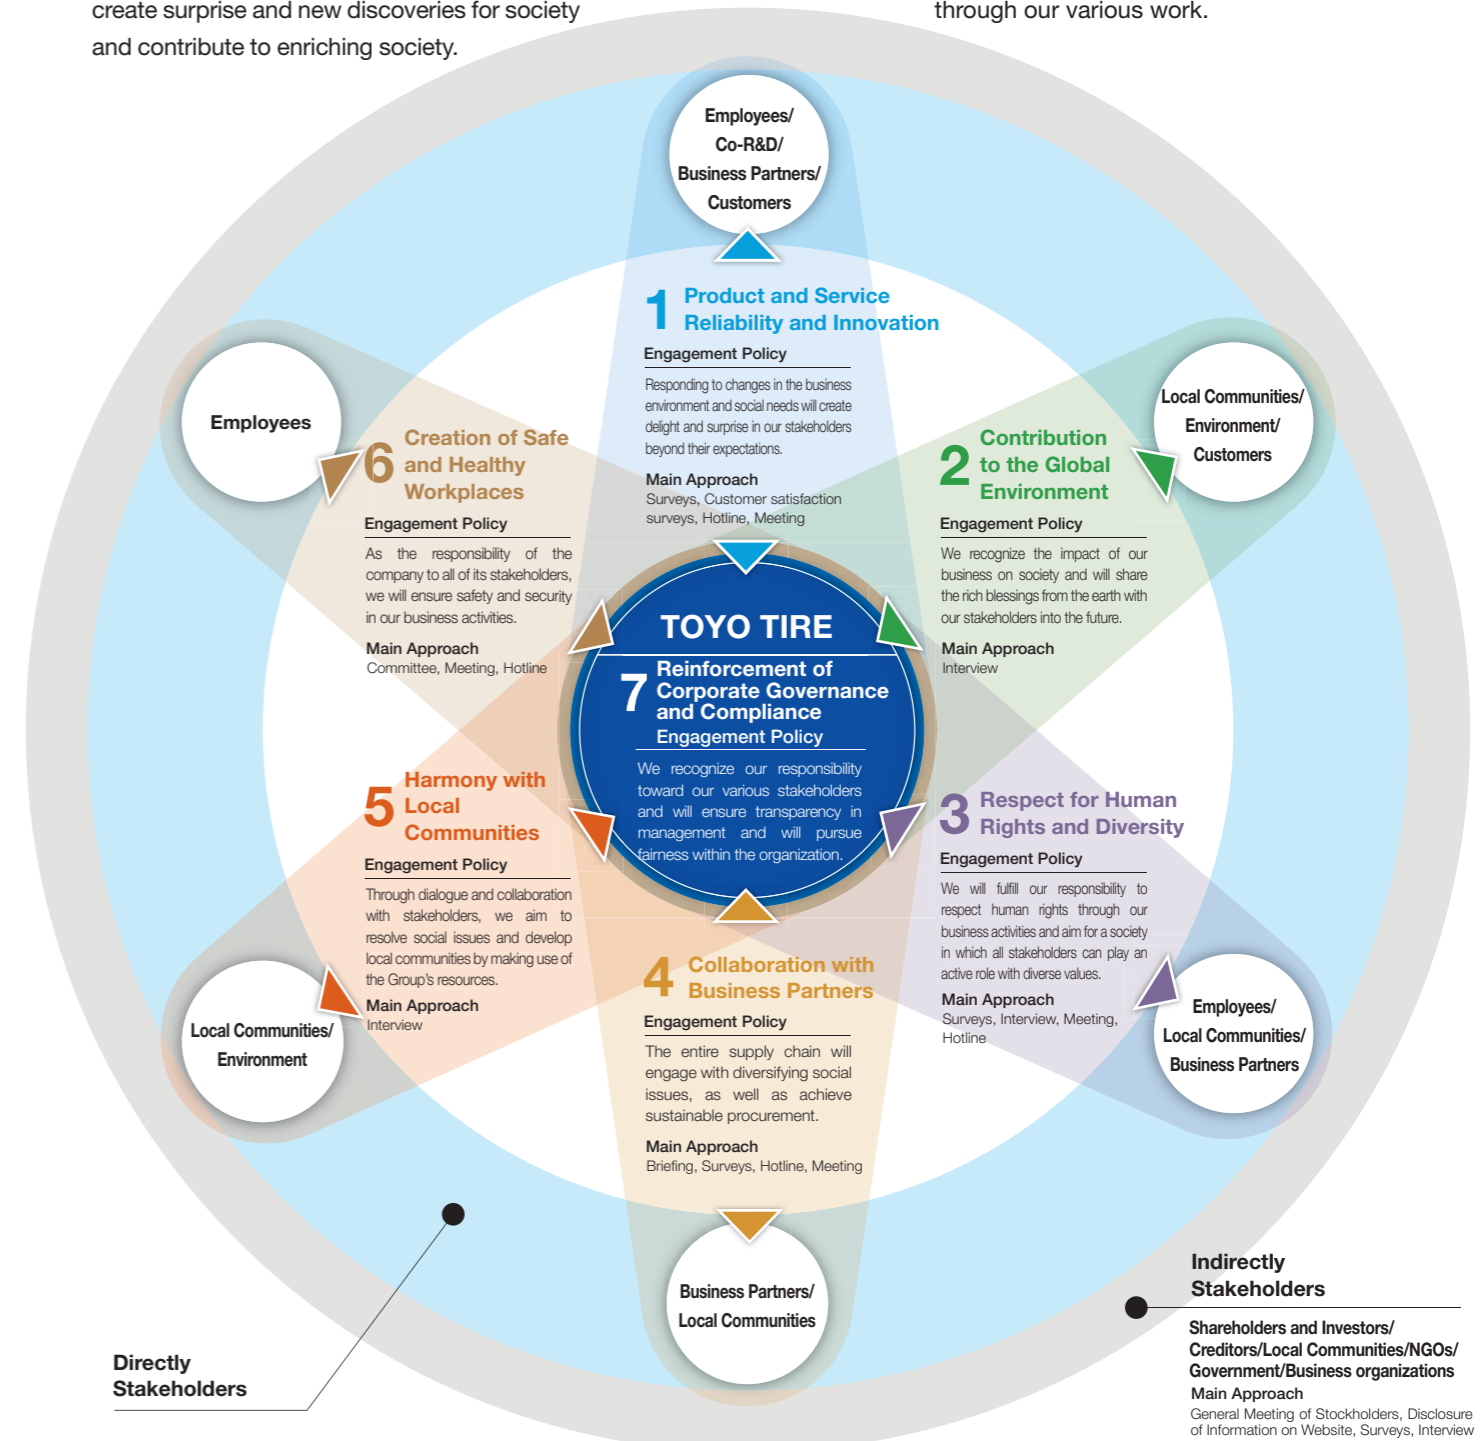 create surprise and new discoveries for society
and contribute to enriching society.
through our various work.
Employees/
Co-R&D/
Business Partners/
Customers
1 Product and Service
Reliability and Innovation
Engagement Policy
Responding to changes in the business
environment and social needs will create
delight and surprise in our stakeholders
beyond their expectations.
Main Approach
Surveys, Customer satisfaction
surveys, Hotline, Meeting
Local Communities/
Environment/
Customers
2 Contribution
to the Global
Environment
Engagement Policy
We recognize the impact of our
business on society and will share
the rich blessings from the earth with
our stakeholders into the future.
Main Approach
Interview
Employees
6 Creation of Safe
and Healthy
Workplaces
Engagement Policy
As the responsibility of the
company to all of its stakeholders,
we will ensure safety and security
in our business activities.
Main Approach
Committee, Meeting, Hotline
TOYO TIRE
7 Reinforcement of
Corporate Governance
and Compliance
Engagement Policy
We recognize our responsibility
toward our various stakeholders
and will ensure transparency in
management and will pursue
fairness within the organization.
5 Harmony with
Local
Communities
Engagement Policy
Through dialogue and collaboration
with stakeholders, we aim to
resolve social issues and develop
local communities by making use of
the Group's resources.
Main Approach
Interview
Local Communities/
Environment
3 Respect for Human
Rights and Diversity
Engagement Policy
We will fulfill our responsibility to
respect human rights through our
business activities and aim for a society
in which all stakeholders can play an
active role with diverse values.
Main Approach
Surveys, Interview, Meeting,
Hotline
Employees/
Local Communities/
Business Partners
4 Collaboration with
Business Partners
Engagement Policy
The entire supply chain will
engage with diversifying social
issues, as well as achieve
sustainable procurement.
Main Approach
Briefing, Surveys, Hotline, Meeting
Business Partners/
Local Communities
Directly
Stakeholders
Indirectly
Stakeholders
Shareholders and Investors/
Creditors/Local Communities/NGOs/
Government/Business organizations
Main Approach
General Meeting of Stockholders, Disclosure
of Information on Website, Surveys, Interview